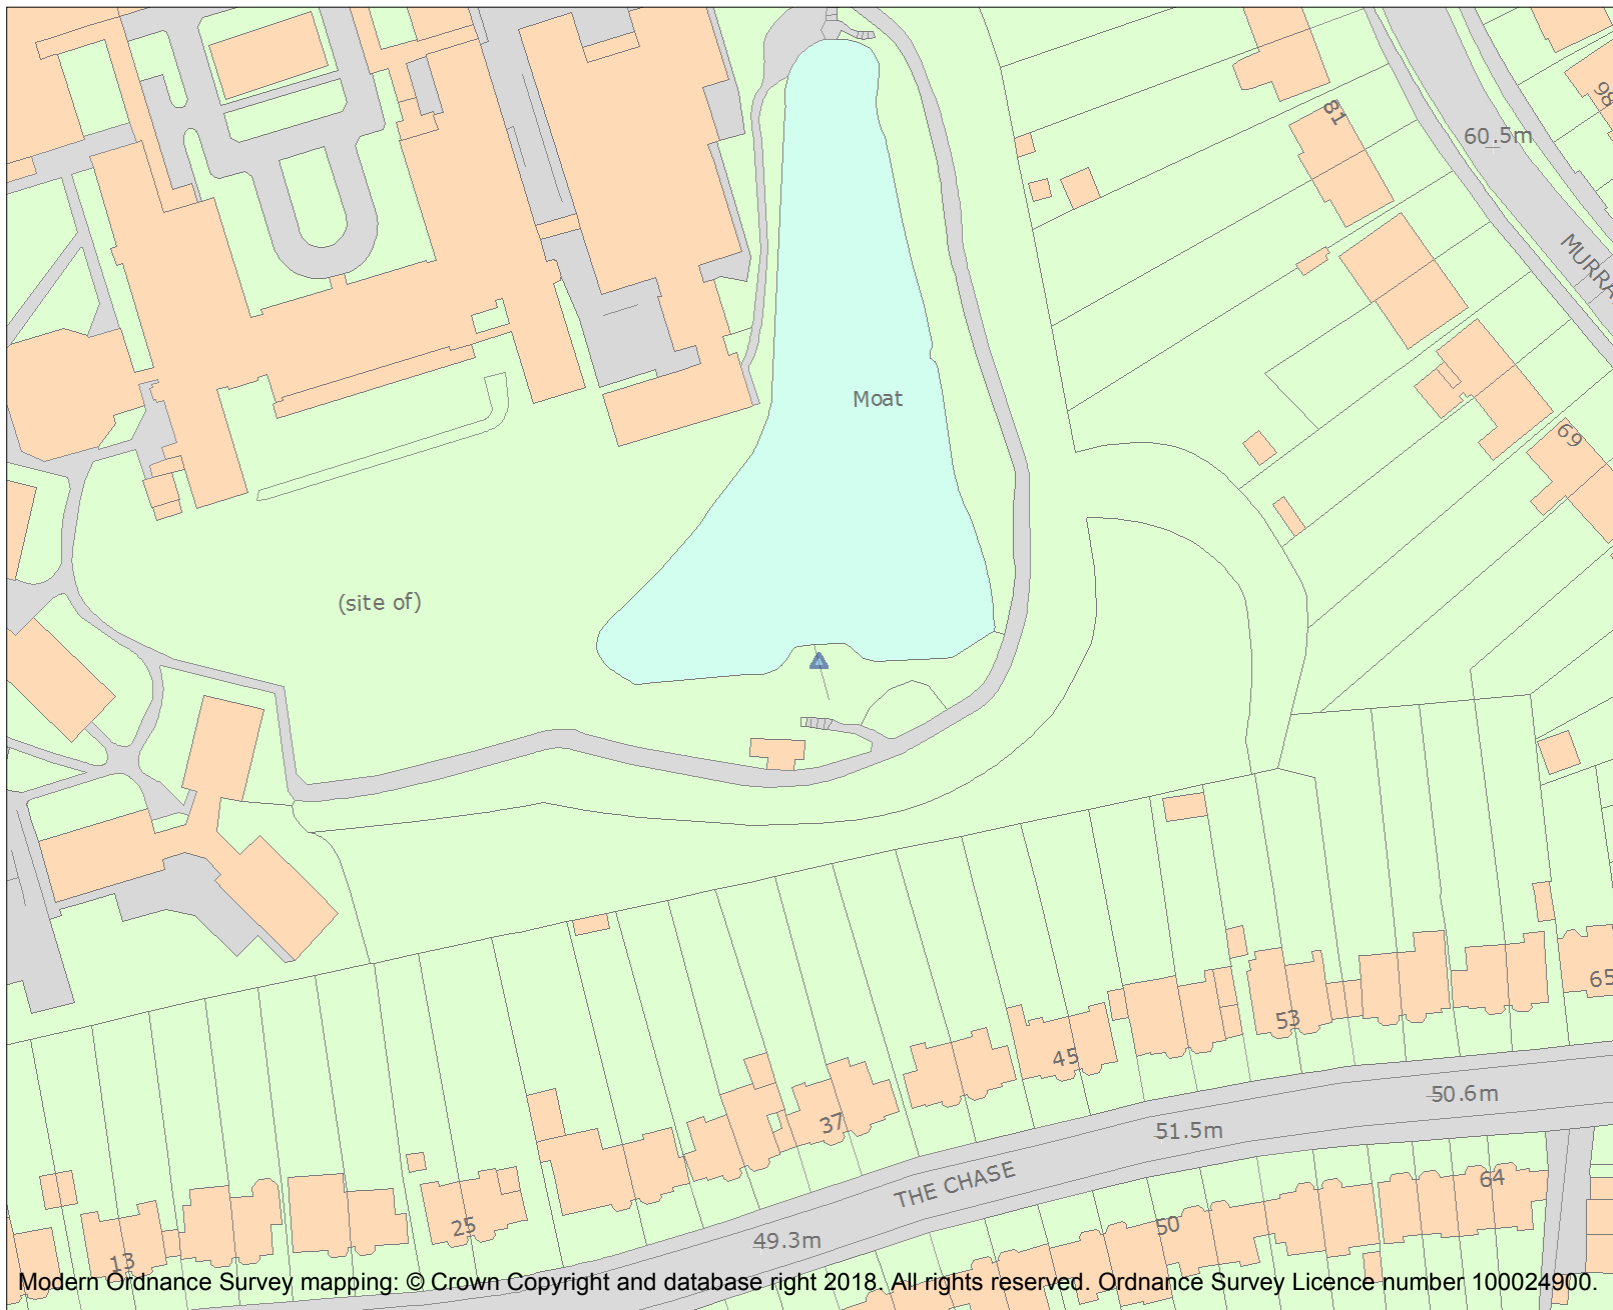 98
81
60.5m
MURRA
Moat
69
(site of)
65
53
45
50.6m
37
51.5m
THE CHASE
64
25
50
49.3m
13
Modern Ordnance Survey mapping: © Crown Copyright and database right 2018. All rights reserved. Ordnance Survey Licence number 100024900.